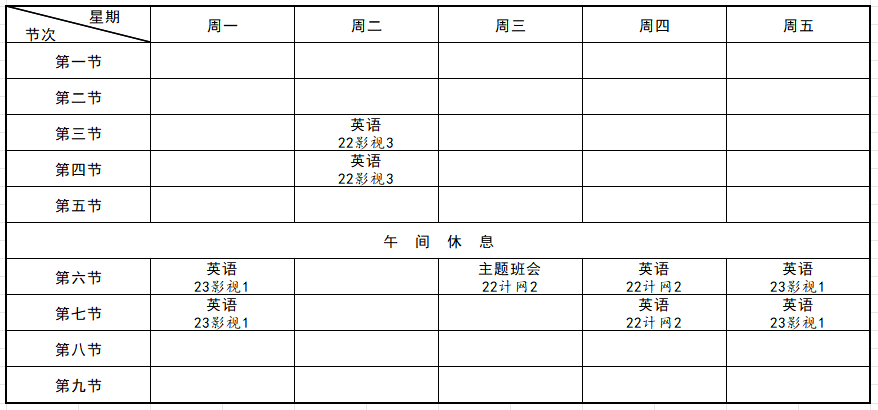 星期
节次
周一 周二 周三 周四 周五
第一节
第二节
第三节 英语
22影视3
第四节 英语
22影视3
第五节
午 间 休 息
第六节 英语 主题班会 英语 英语
23影视1 22计网2 22计网2 23影视1
第七节 英语 英语 英语
23影视1 22计网2 23影视1
第八节
第九节